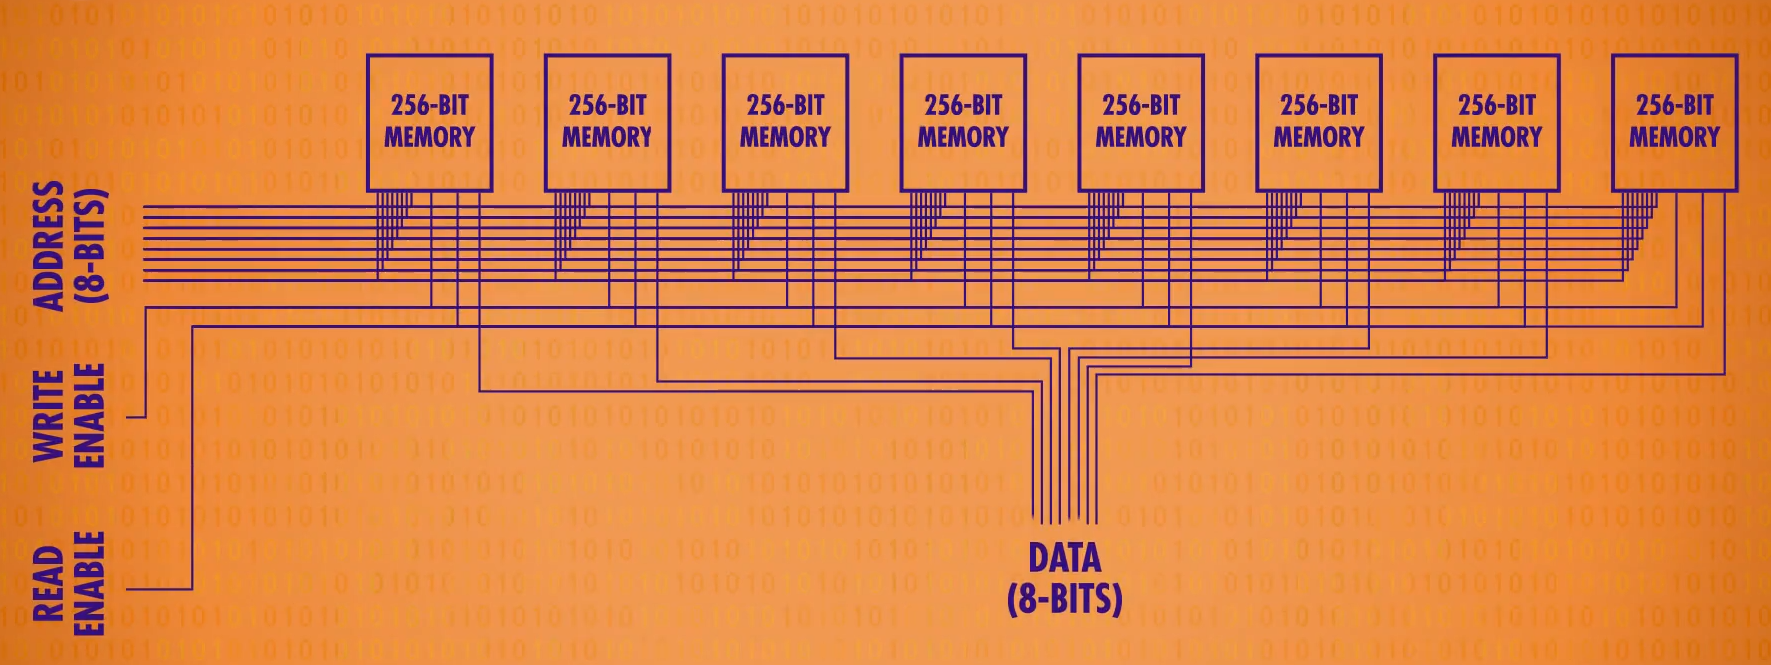 256-BIT
MEMORY
256-BIT
MEMORY
256-BIT
MEMORY
256-BIT
MEMORY
256-BIT
MEMORY
256-BIT
MEMORY
256-BIT
MEMORY
256-BIT
MEMORY
ADDRESS
(8-BITS)
WRITE
ENABLE
READ
ENABLE
DATA
(8-BITS)